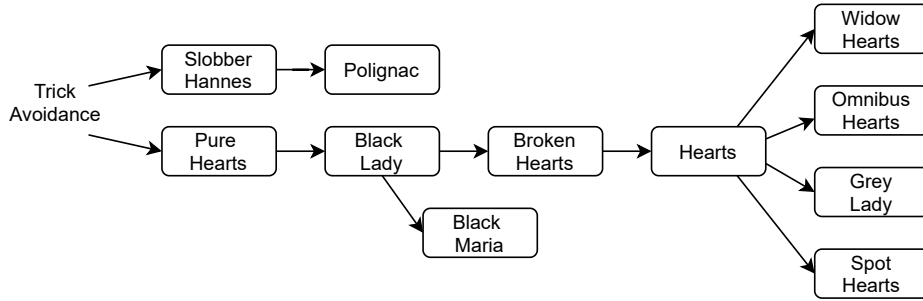 Trick
Avoidance
Slobber
Hannes
Polignac
Pure
Hearts
Black
Lady
Broken
Hearts
Hearts
Black
Maria
Widow
Hearts
Omnibus
Hearts
Grey
Lady
Spot
Hearts